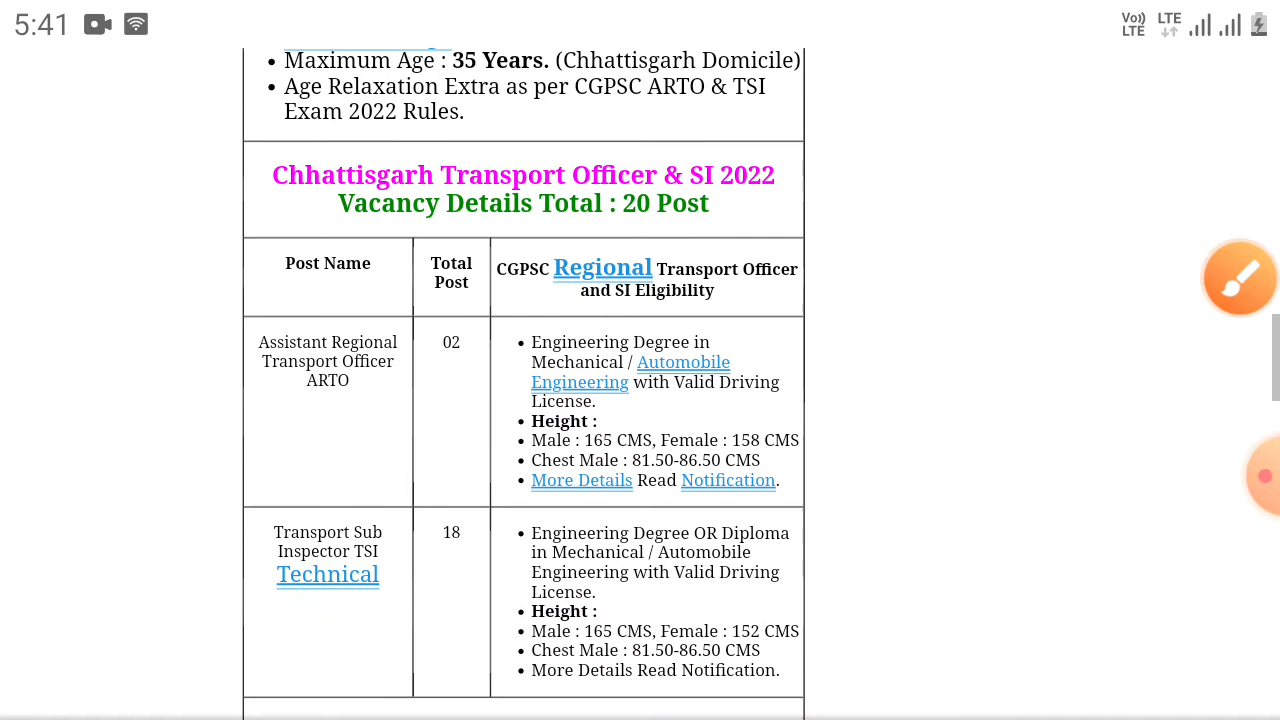 5:41
Vo)) LTE LTE
Maximum Age : 35 Years. (Chhattisgarh Domicile)
Age Relaxation Extra as per CGPSC ARTO & TSI
Exam 2022 Rules.
Chhattisgarh Transport Officer & SI 2022
Vacancy Details Total : 20 Post
Post Name
Total
Post
CGPSC Regional Transport Officer
and SI Eligibility
Assistant Regional
Transport Officer
ARTO
02
Engineering Degree in
Mechanical / Automobile
Engineering with Valid Driving
License.
Height :
Male : 165 CMS, Female : 158 CMS
Chest Male : 81.50-86.50 CMS
More Details Read Notification.
Transport Sub
Inspector TSI
Technical
18
Engineering Degree OR Diploma
in Mechanical / Automobile
Engineering with Valid Driving
License.
Height :
Male : 165 CMS, Female : 152 CMS
Chest Male : 81.50-86.50 CMS
More Details Read Notification.